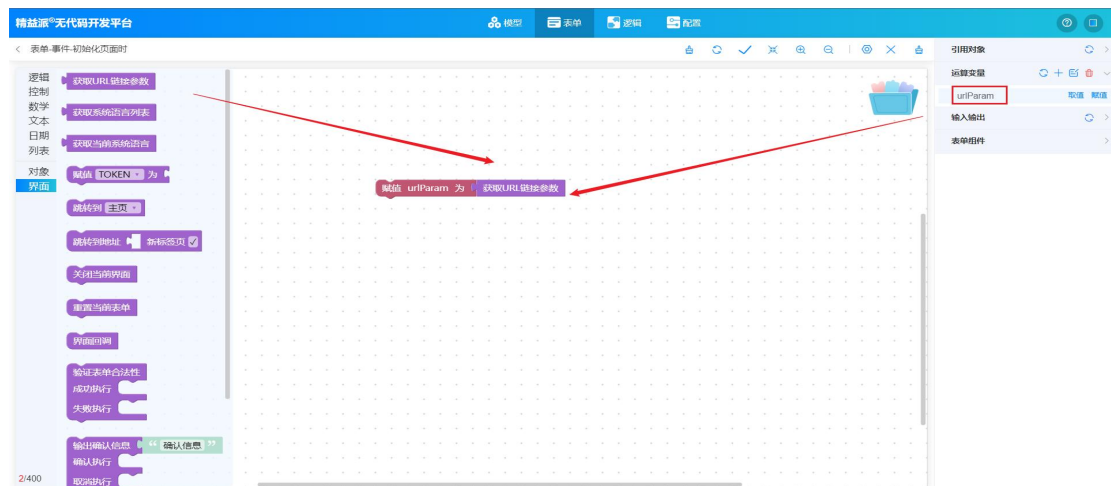 精益派®无代码开发平台
模型
表单
逻辑
配置
表单-事件-初始化页面时
引用对象
运算变量
urlParam
取值
赋值
输入输出
表单组件
逻辑
控制
数学
文本
日期
列表
对象
界面
获取URL链接参数
获取系统语言列表
获取当前系统语言
赋值 TOKEN 为
跳转到 主页
跳转到地址 新标签页
关闭当前界面
重置当前表单
界面回调
验证表单合法性
成功执行
失败执行
输出确认信息 “ 确认信息 ”
确认执行
取消执行
2/400
赋值 urlParam 为 获取URL链接参数